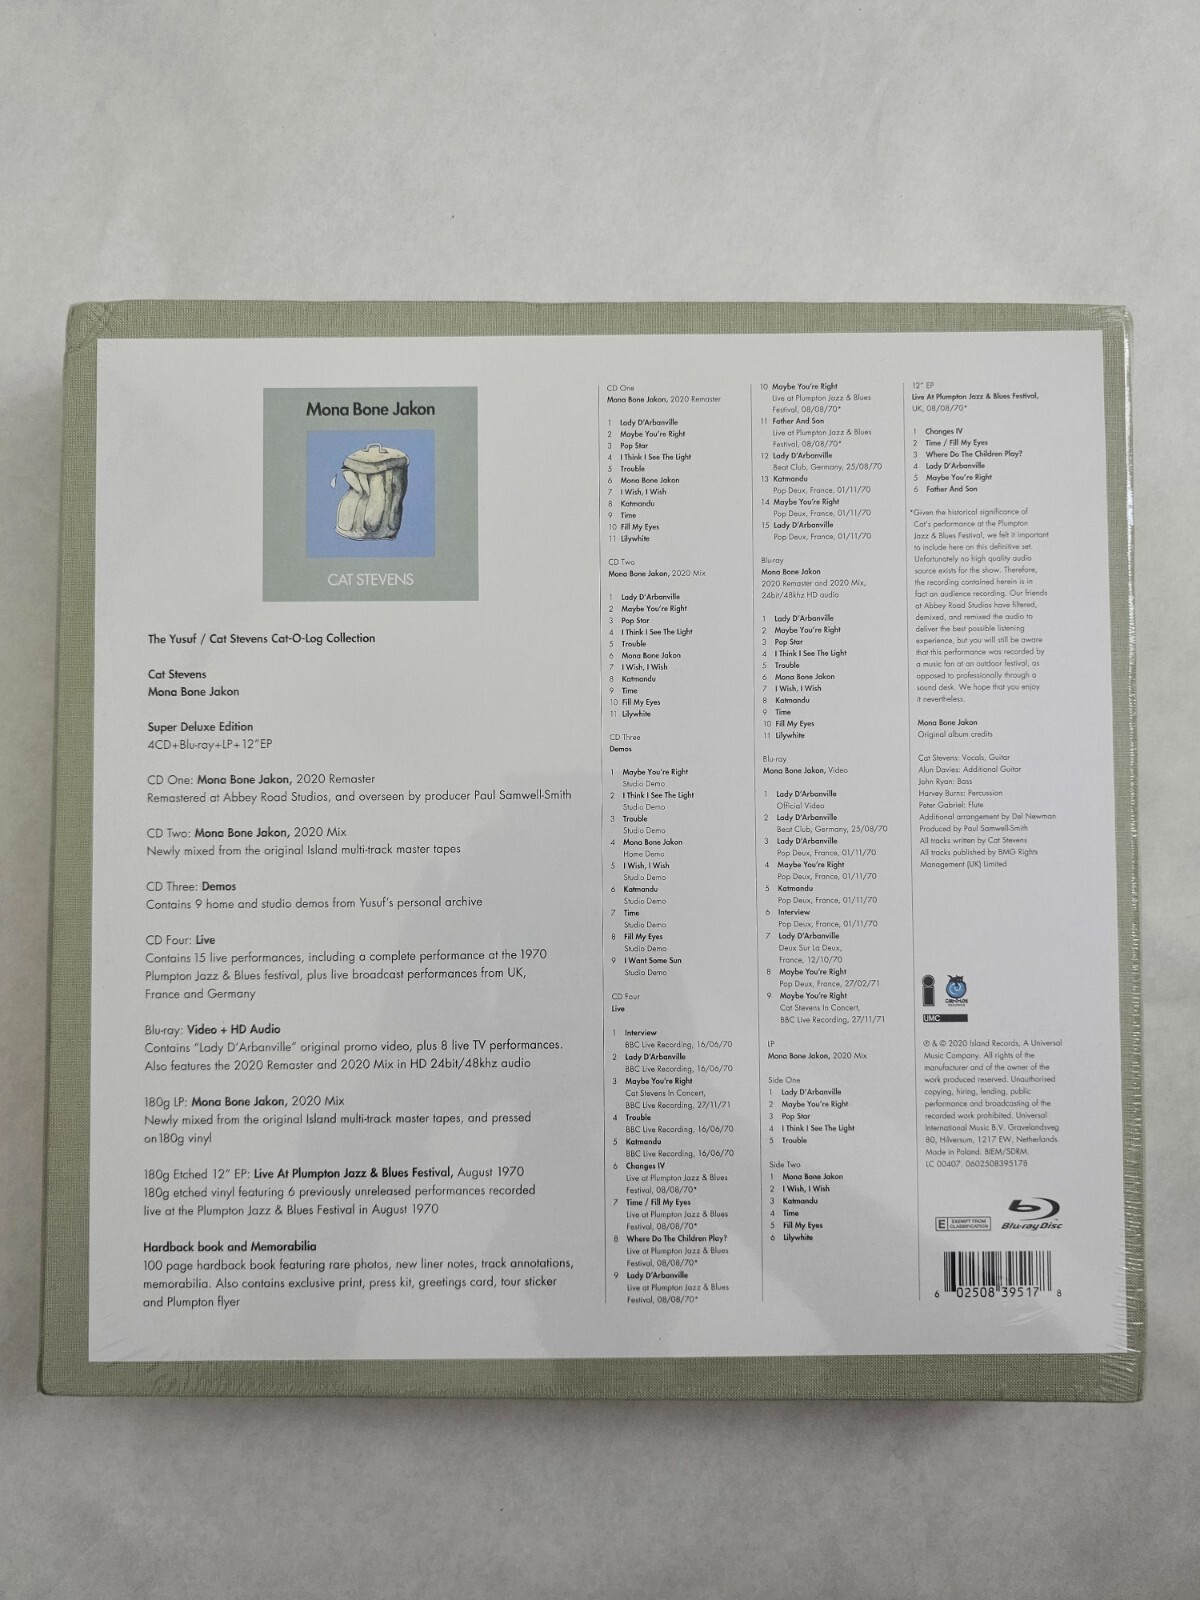 Mona Bone Jakon
CAT STEVENS
The Yusuf / Cat Stevens Cat-O-Log Collection
Cat Stevens
Mona Bone Jakon
Super Deluxe Edition
4CD+Blu-ray+LP+12"EP
CD One: Mona Bone Jakon, 2020 Remaster
Remastered at Abbey Road Studios, and overseen by producer Paul Samwell-Smith
CD Two: Mona Bone Jakon, 2020 Mix
Newly mixed from the original Island multi-track master tapes
CD Three: Demos
Contains 9 home and studio demos from Yusuf's personal archive
CD Four: Live
Contains 15 live performances, including a complete performance at the 1970
Plumpton Jazz & Blues festival, plus live broadcast performances from UK,
France and Germany
Blu-ray: Video + HD Audio
Contains "Lady D'Arbanville" original promo video, plus 8 live TV performances.
Also features the 2020 Remaster and 2020 Mix in HD 24bit/48khz audio
180g LP: Mona Bone Jakon, 2020 Mix
Newly mixed from the original Island multi-track master tapes, and pressed
on 180g vinyl
180g Etched 12" EP: Live At Plumpton Jazz & Blues Festival, August 1970
180g etched vinyl featuring 6 previously unreleased performances recorded
live at the Plumpton Jazz & Blues Festival in August 1970
Hardback book and Memorabilia
100 page hardback book featuring rare photos, new liner notes, track annotations,
memorabilia. Also contains exclusive print, press kit, greetings card, tour sticker
and Plumpton flyer
CD One
Mona Bone Jakon, 2020 Remaster
1 Lady D'Arbanville
2 Maybe You're Right
3 Pop Star
4 I Think I See The Light
5 Trouble
6 Mona Bone Jakon
7 I Wish, I Wish
8 Katmandu
9 Time
10 Fill My Eyes
11 Lilywhite
CD Two
Mona Bone Jakon, 2020 Mix
1 Lady D'Arbanville
2 Maybe You're Right
3 Pop Star
4 I Think I See The Light
5 Trouble
6 Mona Bone Jakon
7 I Wish, I Wish
8 Katmandu
9 Time
10 Fill My Eyes
11 Lilywhite
CD Three
Demos
1 Maybe You're Right
Studio Demo
2 I Think I See The Light
Studio Demo
3 Trouble
Studio Demo
4 Mona Bone Jakon
Home Demo
5 I Wish, I Wish
Studio Demo
6 Katmandu
Studio Demo
7 Time
Studio Demo
8 Fill My Eyes
Studio Demo
9 I Want Some Sun
Studio Demo
CD Four
Live
1 Interview
BBC Live Recording, 16/06/70
2 Lady D'Arbanville
BBC Live Recording, 16/06/70
3 Maybe You're Right
Cat Stevens In Concert,
BBC Live Recording, 27/11/71
4 Trouble
BBC Live Recording, 16/06/70
5 Katmandu
BBC Live Recording, 16/06/70
6 Changes IV
Live at Plumpton Jazz & Blues
Festival, 08/08/70*
7 Time / Fill My Eyes
Live at Plumpton Jazz & Blues
Festival, 08/08/70*
8 Where Do The Children Play?
Live at Plumpton Jazz & Blues
Festival, 08/08/70*
9 Lady D'Arbanville
Live at Plumpton Jazz & Blues
Festival, 08/08/70*
10 Maybe You're Right
Live at Plumpton Jazz & Blues
Festival, 08/08/70*
11 Father And Son
Live at Plumpton Jazz & Blues
Festival, 08/08/70*
12 Lady D'Arbanville
Beat Club, Germany, 25/08/70
13 Katmandu
Pop Deux, France, 01/11/70
14 Maybe You're Right
Pop Deux, France, 01/11/70
15 Lady D'Arbanville
Pop Deux, France, 01/11/70
Blu-ray
Mona Bone Jakon
2020 Remaster and 2020 Mix,
24bit/48khz HD audio
1 Lady D'Arbanville
2 Maybe You're Right
3 Pop Star
4 I Think I See The Light
5 Trouble
6 Mona Bone Jakon
7 I Wish, I Wish
8 Katmandu
9 Time
10 Fill My Eyes
11 Lilywhite
Blu-ray
Mona Bone Jakon, Video
1 Lady D'Arbanville
Official Video
2 Lady D'Arbanville
Beat Club, Germany, 25/08/70
3 Lady D'Arbanville
Pop Deux, France, 01/11/70
4 Maybe You're Right
Pop Deux, France, 01/11/70
5 Katmandu
Pop Deux, France, 01/11/70
6 Interview
Pop Deux, France, 01/11/70
7 Lady D'Arbanville
Deux Sur La Deux,
France, 12/10/70
8 Maybe You're Right
Pop Deux, France, 27/02/71
9 Maybe You're Right
Cat Stevens In Concert,
BBC Live Recording, 27/11/71
LP
Mona Bone Jakon, 2020 Mix
Side One
1 Lady D'Arbanville
2 Maybe You're Right
3 Pop Star
4 I Think I See The Light
5 Trouble
Side Two
1 Mona Bone Jakon
2 I Wish, I Wish
3 Katmandu
4 Time
5 Fill My Eyes
6 Lilywhite
12" EP
Live At Plumpton Jazz & Blues Festival,
UK, 08/08/70*
1 Changes IV
2 Time / Fill My Eyes
3 Where Do The Children Play?
4 Lady D'Arbanville
5 Maybe You're Right
6 Father And Son
*Given the historical significance of
Cat's performance at the Plumpton
Jazz & Blues Festival, we felt it important
to include here on this definitive set.
Unfortunately no high quality audio
source exists for the show. Therefore,
the recording contained herein is in
fact an audience recording. Our friends
at Abbey Road Studios have filtered,
demixed, and remixed the audio to
deliver the best possible listening
experience, but you will still be aware
that this performance was recorded by
a music fan at an outdoor festival, as
opposed to professionally through a
sound desk. We hope that you enjoy
it nevertheless.
Mona Bone Jakon
Original album credits
Cat Stevens: Vocals, Guitar
Alun Davies: Additional Guitar
John Ryan: Bass
Harvey Burns: Percussion
Peter Gabriel: Flute
Additional arrangement by Del Newman
Produced by Paul Samwell-Smith
All tracks written by Cat Stevens
All tracks published by BMG Rights
Management (UK) Limited
CAT-O-LOG
UMC
℗ & © 2020 Island Records, A Universal
Music Company. All rights of the
manufacturer and of the owner of the
work produced reserved. Unauthorised
copying, hiring, lending, public
performance and broadcasting of the
recorded work prohibited. Universal
International Music B.V. Gravelandseveg
80, Hilversum, 1217 EW, Netherlands.
Made in Poland. BIEM/SDRM.
LC 00407. 0602508395178
E EXEMPT FROM CLASSIFICATION
Blu-ray Disc
6 02508 39517 8